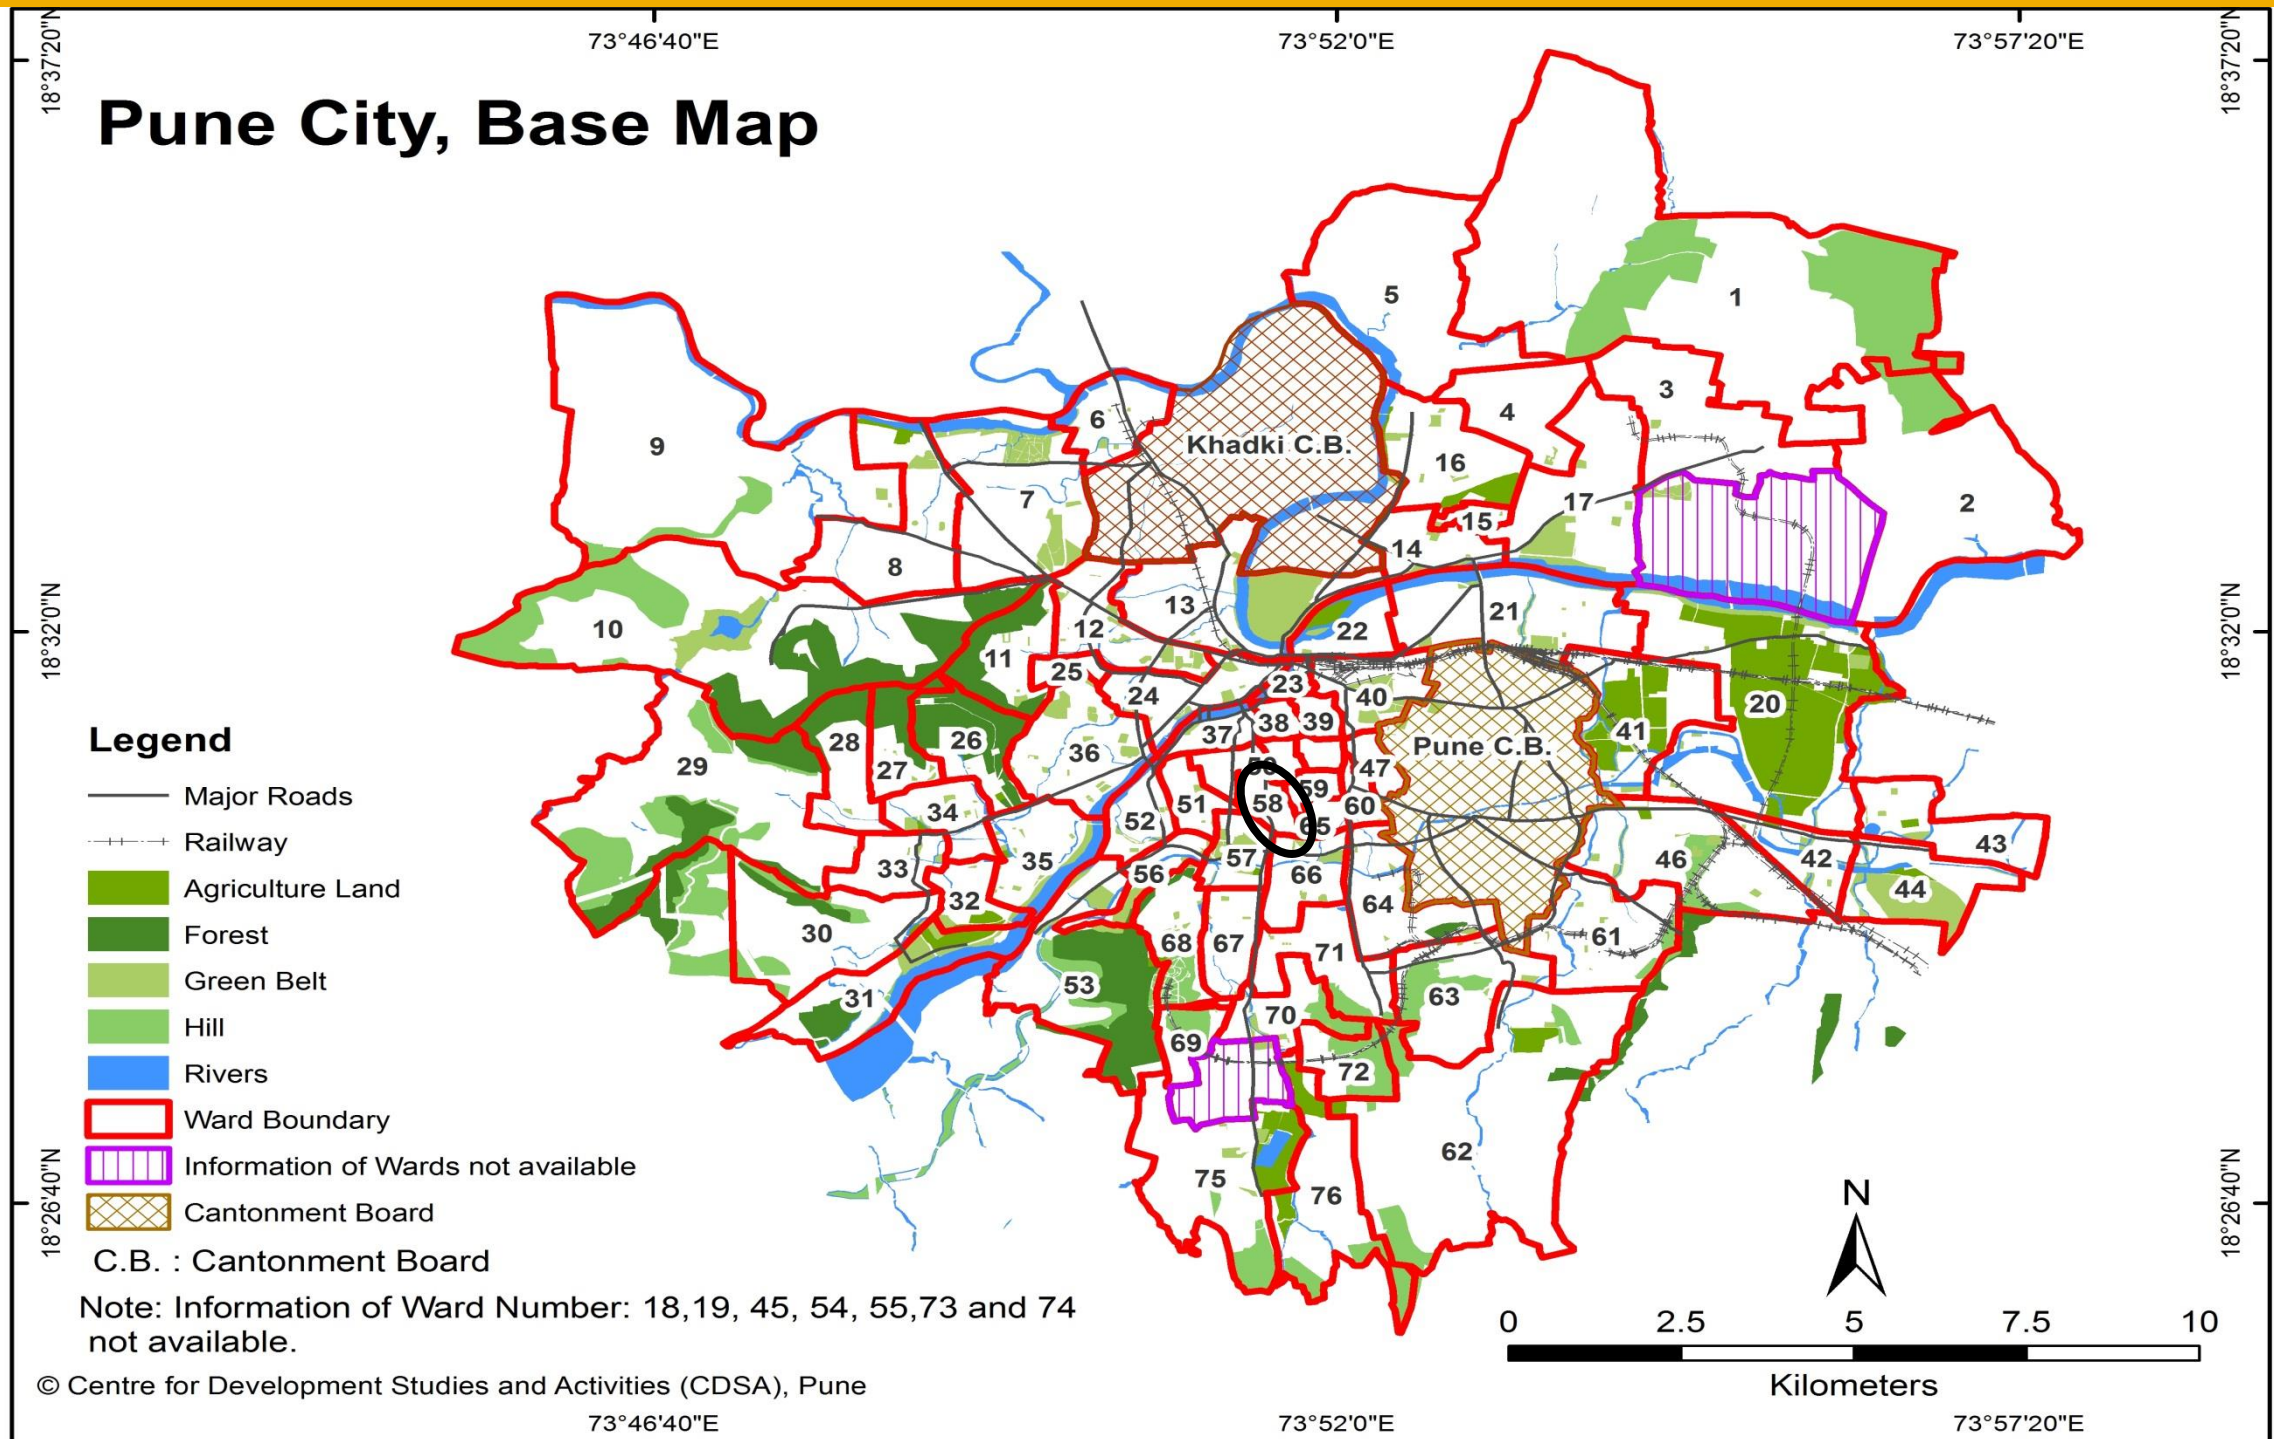 73°46'40"E 73°52'0"E 73°57'20"E
18°37'20"N 18°37'20"N
Pune City, Base Map
5
1
3
6
4
9
Khadki C.B.
16
7
17
2
15
14
8
13
21
10
12
22
11
25
23
24
40
20
38 39
37
41
26
28
Pune C.B.
36
29
27
47
59
58
51
60
34
52
65
43
57
46
42
35
33
56
66
44
32
64
30
61
68 67
71
53
63
31
70
69
72
62
75
76
18°32'0"N 18°32'0"N
Legend
Major Roads
Railway
Agriculture Land
Forest
Green Belt
Hill
Rivers
Ward Boundary
Information of Wards not available
Cantonment Board
C.B. : Cantonment Board
18°26'40"N 18°26'40"N
N
Note: Information of Ward Number: 18,19, 45, 54, 55,73 and 74
not available.
0 2.5 5 7.5 10
Kilometers
© Centre for Development Studies and Activities (CDSA), Pune
73°46'40"E 73°52'0"E 73°57'20"E